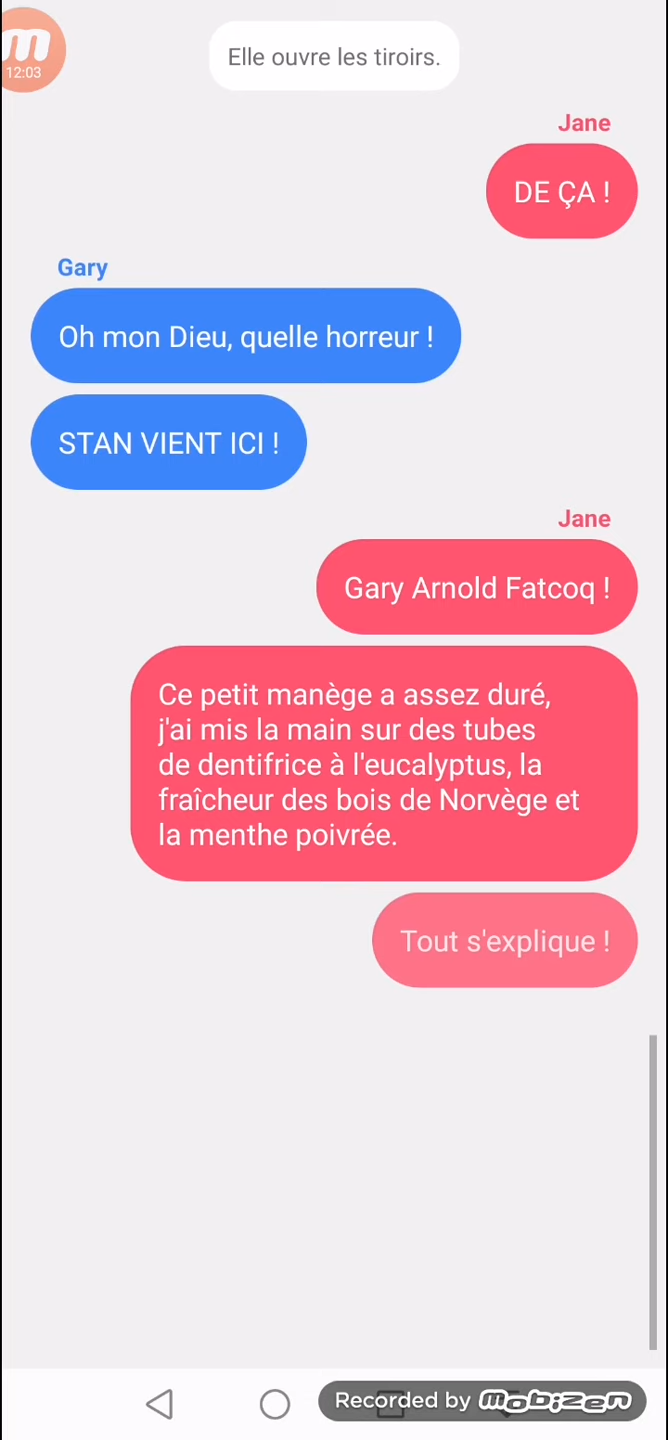 m
12:03
Elle ouvre les tiroirs.
Jane
DE ÇA !
Gary
Oh mon Dieu, quelle horreur !
STAN VIENT ICI !
Jane
Gary Arnold Fatcoq !
Ce petit manège a assez duré,
j'ai mis la main sur des tubes
de dentifrice à l'eucalyptus, la
fraîcheur des bois de Norvège et
la menthe poivrée.
Tout s'explique !
Recorded by mobizen